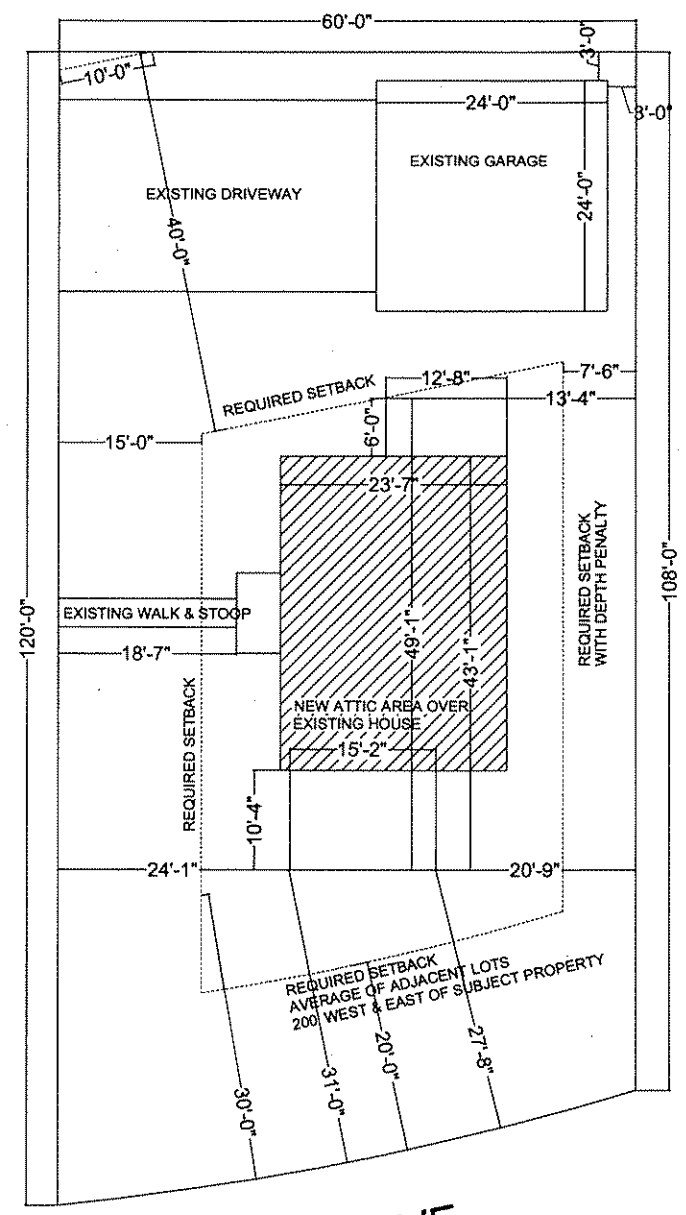 60'-0"
3'-0"
10'-0"
24'-0"
3'-0"
EXISTING GARAGE
EXISTING DRIVEWAY
24'-0"
40'-0"
7'-6"
12'-8"
REQUIRED SETBACK
13'-4"
6'-0"
15'-0"
23'-7"
REQUIRED SETBACK
WITH DEPTH PENALTY
108'-0"
120'-0"
EXISTING WALK & STOOP
18'-7"
49'-1"
43'-1"
NEW ATTIC AREA OVER
EXISTING HOUSE
15'-2"
REQUIRED SETBACK
10'-4"
24'-1"
20'-9"
REQUIRED SETBACK
AVERAGE OF ADJACENT LOTS
200' WEST & EAST OF SUBJECT PROPERTY
30'-0"
31'-0"
20'-0"
27'-8"